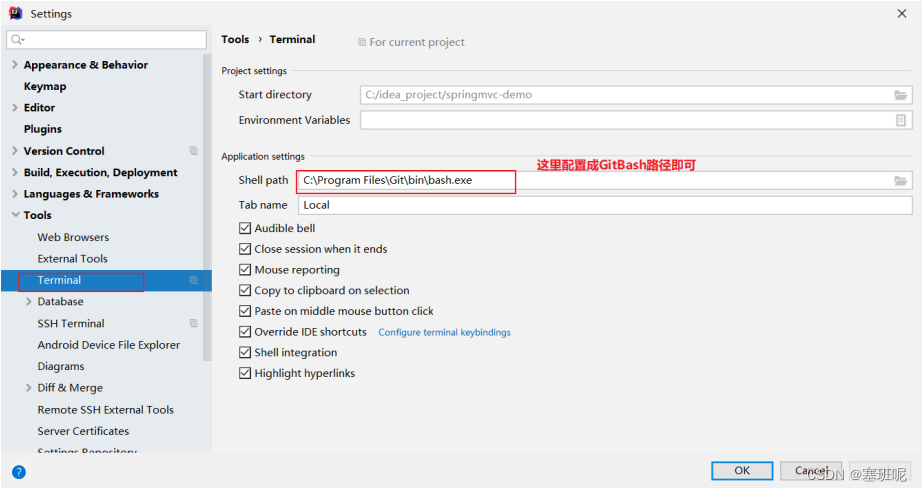 Settings
Appearance & Behavior
Keymap
Editor
Plugins
Version Control
Build, Execution, Deployment
Languages & Frameworks
Tools
Web Browsers
External Tools
Terminal
Database
SSH Terminal
Android Device File Explorer
Diagrams
Diff & Merge
Remote SSH External Tools
Server Certificates
Settings Repository
Tools › Terminal
For current project
Project settings
Start directory
C:/idea_project/springmvc-demo
Environment Variables
Application settings
这里配置成GitBash路径即可
Shell path
C:\Program Files\Git\bin\bash.exe
Tab name
Local
Audible bell
Close session when it ends
Mouse reporting
Copy to clipboard on selection
Paste on middle mouse button click
Override IDE shortcuts
Configure terminal keybindings
Shell integration
Highlight hyperlinks
?
OK
Cancel
CSDN @塞班呢